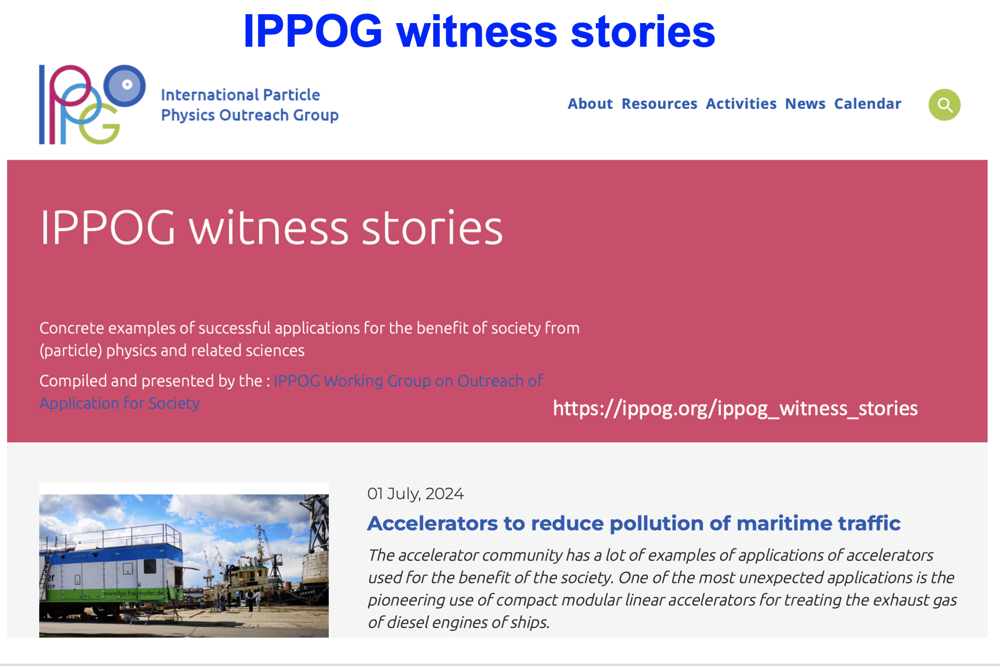 IPPOG witness stories
IPPOG
International Particle
Physics Outreach Group
About Resources Activities News Calendar
IPPOG witness stories
Concrete examples of successful applications for the benefit of society from
(particle) physics and related sciences
Compiled and presented by the : IPPOG Working Group on Outreach of
Application for Society
https://ippog.org/ippog_witness_stories
01 July, 2024
Accelerators to reduce pollution of maritime traffic
The accelerator community has a lot of examples of applications of accelerators
used for the benefit of the society. One of the most unexpected applications is the
pioneering use of compact modular linear accelerators for treating the exhaust gas
of diesel engines of ships.
er
FEP
www.fep.fraunhofer.de
ORKANS